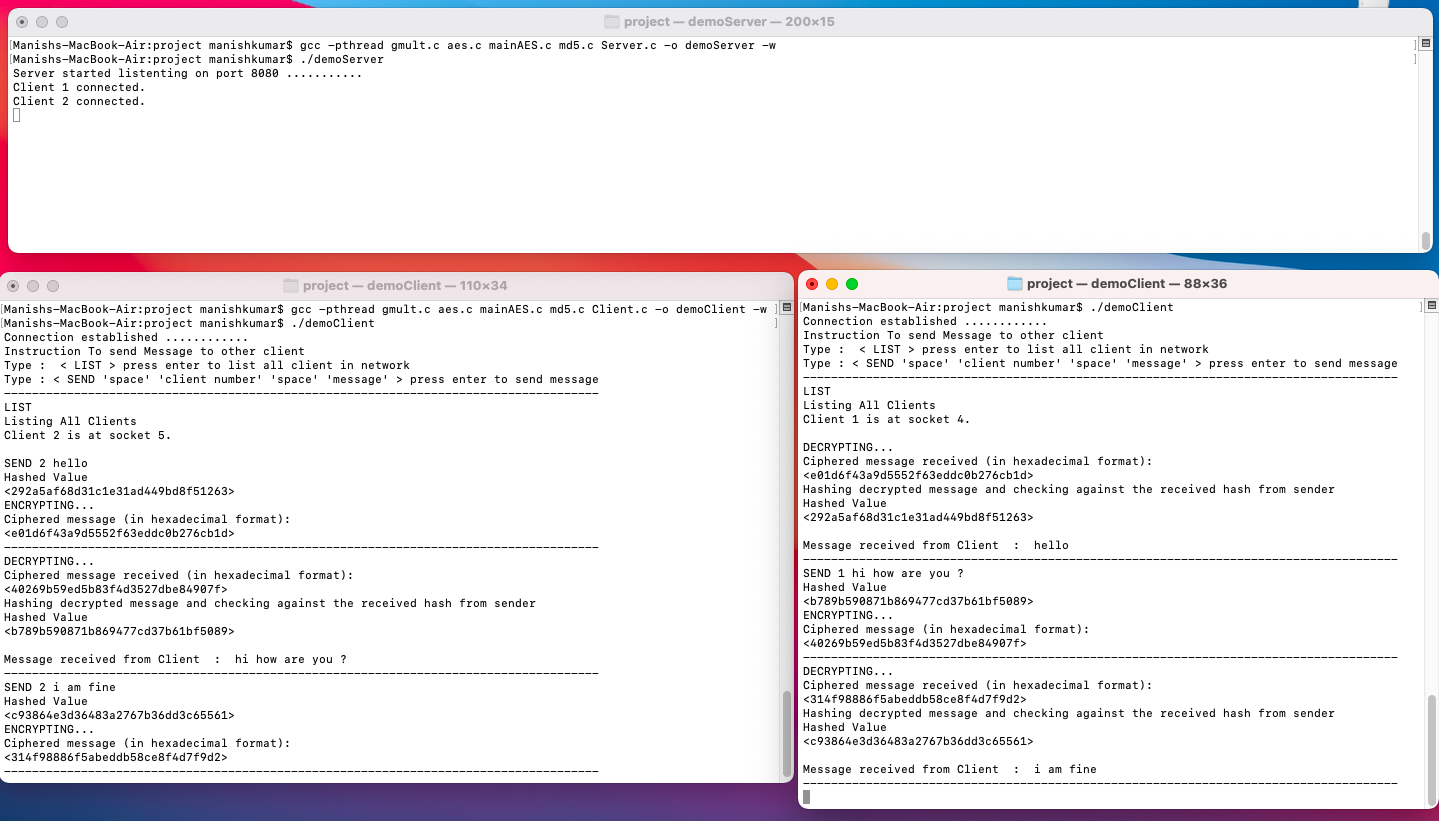 project — demoServer — 200×15
Manishs-MacBook-Air:project manishkumar$ gcc -pthread gmult.c aes.c mainAES.c md5.c Server.c -o demoServer -w
Manishs-MacBook-Air:project manishkumar$ ./demoServer
Server started listenting on port 8080 ...........
Client 1 connected.
Client 2 connected.
project — demoClient — 110×34
Manishs-MacBook-Air:project manishkumar$ gcc -pthread gmult.c aes.c mainAES.c md5.c Client.c -o demoClient -w
Manishs-MacBook-Air:project manishkumar$ ./demoClient
Connection established ............
Instruction To send Message to other client
Type :  < LIST > press enter to list all client in network
Type : < SEND 'space' 'client number' 'space' 'message' > press enter to send message
LIST
Listing All Clients
Client 2 is at socket 5.
SEND 2 hello
Hashed Value
<292a5af68d31c1e31ad449bd8f51263>
ENCRYPTING...
Ciphered message (in hexadecimal format):
<e01d6f43a9d5552f63eddc0b276cb1d>
DECRYPTING...
Ciphered message received (in hexadecimal format):
<40269b59ed5b83f4d3527dbe84907f>
Hashing decrypted message and checking against the received hash from sender
Hashed Value
<b789b590871b869477cd37b61bf5089>
Message received from Client  :  hi how are you ?
SEND 2 i am fine
Hashed Value
<c93864e3d36483a2767b36dd3c65561>
ENCRYPTING...
Ciphered message (in hexadecimal format):
<314f98886f5abeddb58ce8f4d7f9d2>
project — demoClient — 88×36
Manishs-MacBook-Air:project manishkumar$ ./demoClient
Connection established ............
Instruction To send Message to other client
Type :  < LIST > press enter to list all client in network
Type : < SEND 'space' 'client number' 'space' 'message' > press enter to send message
LIST
Listing All Clients
Client 1 is at socket 4.
DECRYPTING...
Ciphered message received (in hexadecimal format):
<e01d6f43a9d5552f63eddc0b276cb1d>
Hashing decrypted message and checking against the received hash from sender
Hashed Value
<292a5af68d31c1e31ad449bd8f51263>
Message received from Client  :  hello
SEND 1 hi how are you ?
Hashed Value
<b789b590871b869477cd37b61bf5089>
ENCRYPTING...
Ciphered message (in hexadecimal format):
<40269b59ed5b83f4d3527dbe84907f>
DECRYPTING...
Ciphered message received (in hexadecimal format):
<314f98886f5abeddb58ce8f4d7f9d2>
Hashing decrypted message and checking against the received hash from sender
Hashed Value
<c93864e3d36483a2767b36dd3c65561>
Message received from Client  :  i am fine